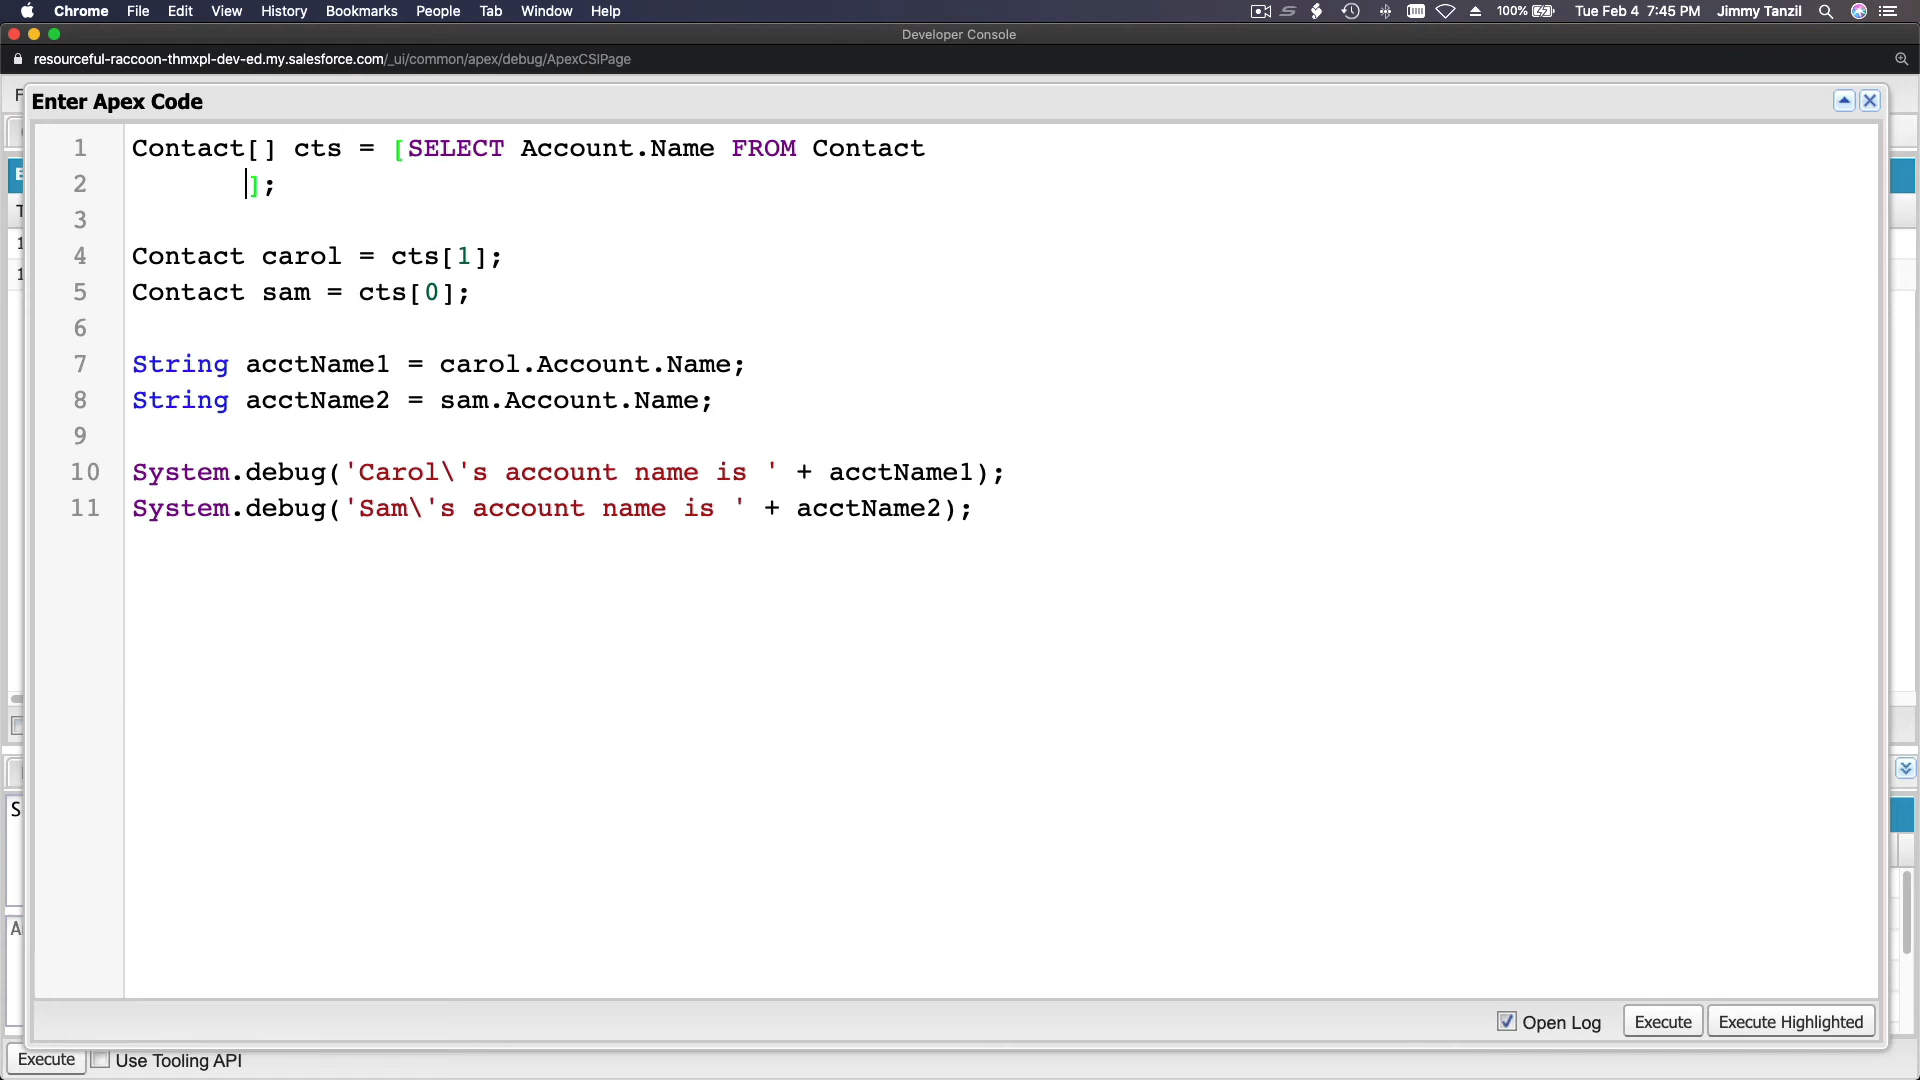 Chrome File Edit View History Bookmarks People Tab Window Help 100% Tue Feb 4 7:45 PM Jimmy Tanzil
Developer Console
resourceful-raccoon-thmxpl-dev-ed.my.salesforce.com/_ui/common/apex/debug/ApexCSIPage
Enter Apex Code
1 Contact[] cts = [SELECT Account.Name FROM Contact
2 ];
3
4 Contact carol = cts[1];
5 Contact sam = cts[0];
6
7 String acctName1 = carol.Account.Name;
8 String acctName2 = sam.Account.Name;
9
10 System.debug('Carol\'s account name is ' + acctName1);
11 System.debug('Sam\'s account name is ' + acctName2);
Open Log Execute Execute Highlighted
Execute Use Tooling API